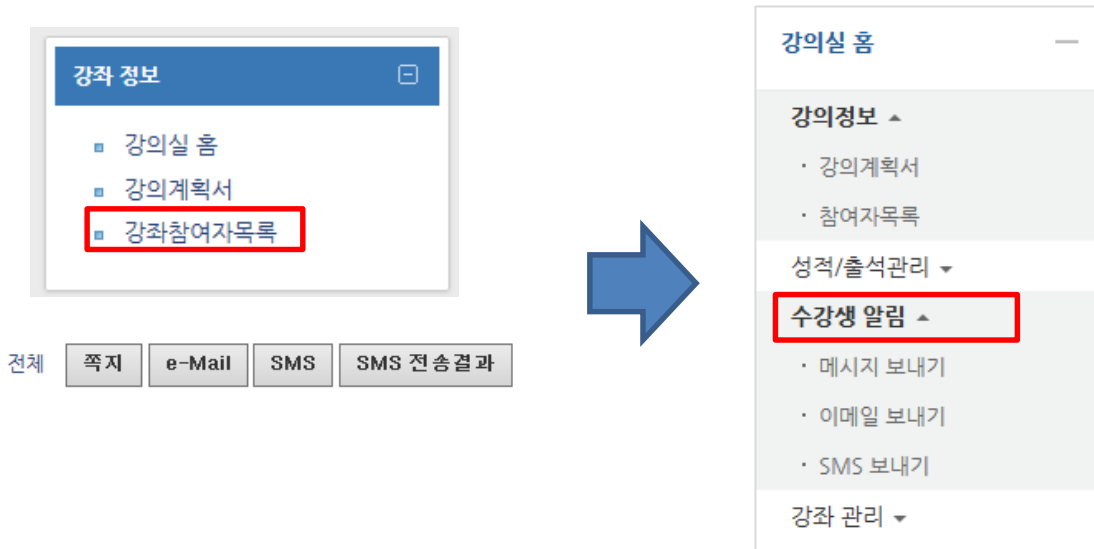 강좌 정보
강의실 홈
강의계획서
강좌참여자목록
전체 쪽지 e-Mail SMS SMS 전송결과
강의실 홈
강의정보
강의계획서
참여자목록
성적/출석관리
수강생 알림
메시지 보내기
이메일 보내기
SMS 보내기
강좌 관리